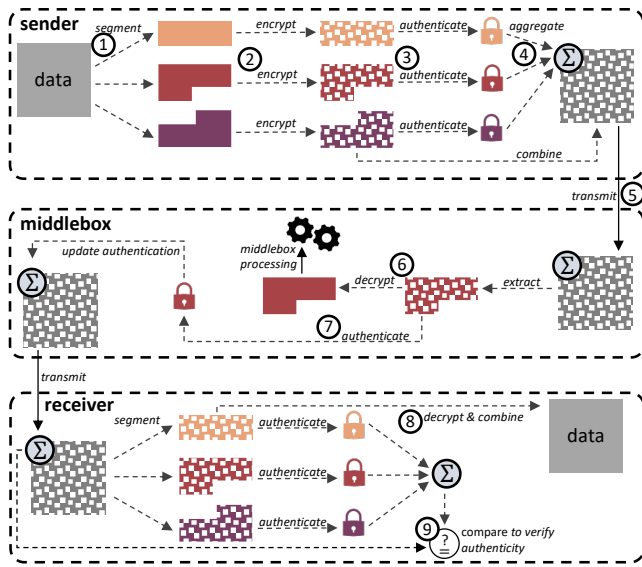 sender
segment
encrypt
authenticate
aggregate
1
data
2
3
4
Σ
encrypt
authenticate
encrypt
authenticate
combine
transmit
5
middlebox
update authentication
middlebox
processing
6
Σ
decrypt
extract
Σ
7
authenticate
transmit
receiver
segment
authenticate
8
decrypt & combine
Σ
data
authenticate
Σ
authenticate
9
?
=
compare to verify
authenticity